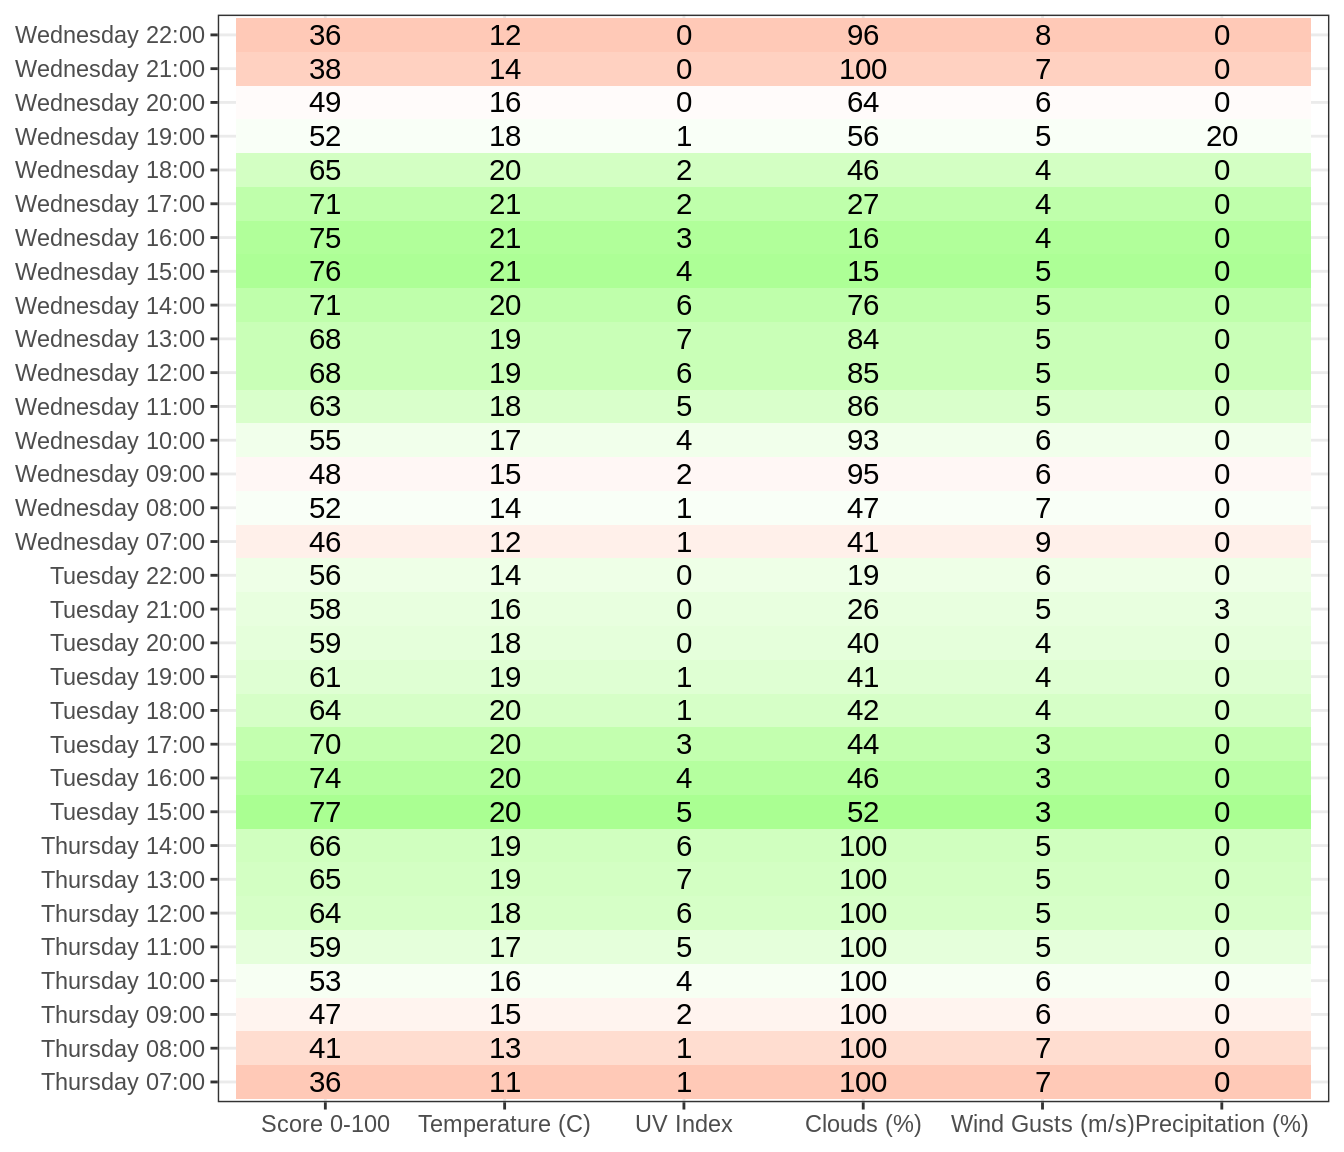 Wednesday 22:00 36 12 0 96 8 0
Wednesday 21:00 38 14 0 100 7 0
Wednesday 20:00 49 16 0 64 6 0
Wednesday 19:00 52 18 1 56 5 20
Wednesday 18:00 65 20 2 46 4 0
Wednesday 17:00 71 21 2 27 4 0
Wednesday 16:00 75 21 3 16 4 0
Wednesday 15:00 76 21 4 15 5 0
Wednesday 14:00 71 20 6 76 5 0
Wednesday 13:00 68 19 7 84 5 0
Wednesday 12:00 68 19 6 85 5 0
Wednesday 11:00 63 18 5 86 5 0
Wednesday 10:00 55 17 4 93 6 0
Wednesday 09:00 48 15 2 95 6 0
Wednesday 08:00 52 14 1 47 7 0
Wednesday 07:00 46 12 1 41 9 0
Tuesday 22:00 56 14 0 19 6 0
Tuesday 21:00 58 16 0 26 5 3
Tuesday 20:00 59 18 0 40 4 0
Tuesday 19:00 61 19 1 41 4 0
Tuesday 18:00 64 20 1 42 4 0
Tuesday 17:00 70 20 3 44 3 0
Tuesday 16:00 74 20 4 46 3 0
Tuesday 15:00 77 20 5 52 3 0
Thursday 14:00 66 19 6 100 5 0
Thursday 13:00 65 19 7 100 5 0
Thursday 12:00 64 18 6 100 5 0
Thursday 11:00 59 17 5 100 5 0
Thursday 10:00 53 16 4 100 6 0
Thursday 09:00 47 15 2 100 6 0
Thursday 08:00 41 13 1 100 7 0
Thursday 07:00 36 11 1 100 7 0
Score 0-100 Temperature (C) UV Index Clouds (%) Wind Gusts (m/s) Precipitation (%)